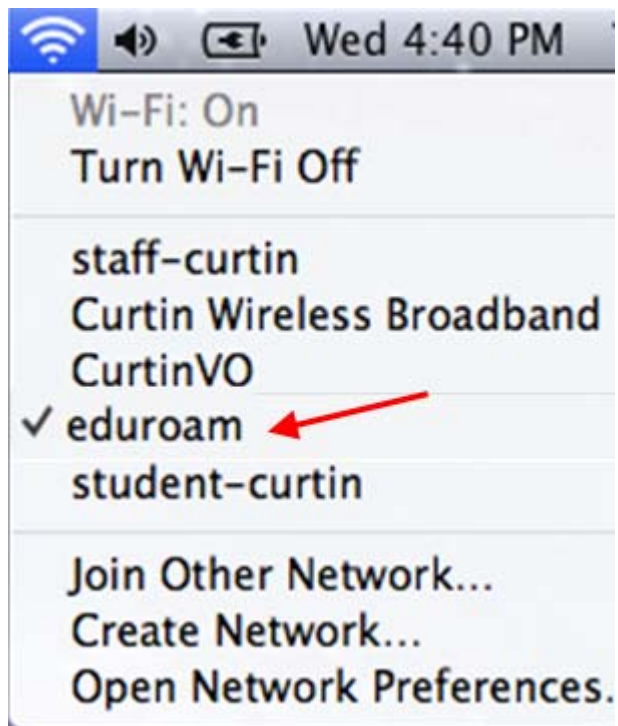 Wed 4:40 PM
Wi-Fi: On
Turn Wi-Fi Off
staff-curtin
Curtin Wireless Broadband
CurtinVO
eduroam
student-curtin
Join Other Network...
Create Network...
Open Network Preferences.